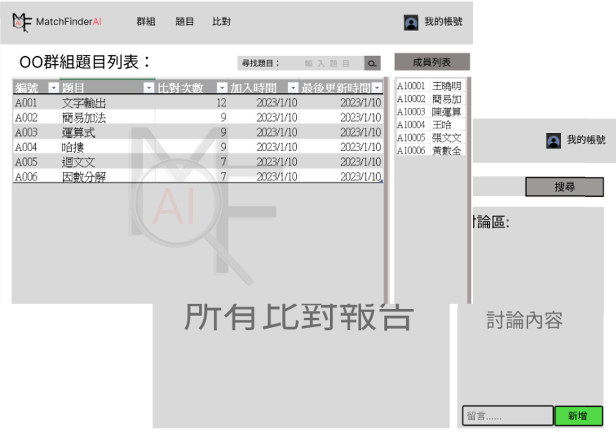 MatchFinderAI 群組 題目 比對 我的帳號
OO群組題目列表：
尋找題目： 輸入題目
成員列表
編號 題目 比對次數 加入時間 最後更新時間
A001 文字輸出 12 2023/1/10 2023/1/10
A002 簡易加法 9 2023/1/10 2023/1/10
A003 運算式 9 2023/1/10 2023/1/10
A004 哈摟 9 2023/1/10 2023/1/10
A005 迴文文 7 2023/1/10 2023/1/10
A006 因數分解 7 2023/1/10 2023/1/10
A10001 王曉明
A10002 簡易加
A10003 陳運算
A10004 王哈
A10005 張文文
A10006 黃數全
AI
我的帳號
搜尋
討論區:
所有比對報告
討論內容
留言......
新增